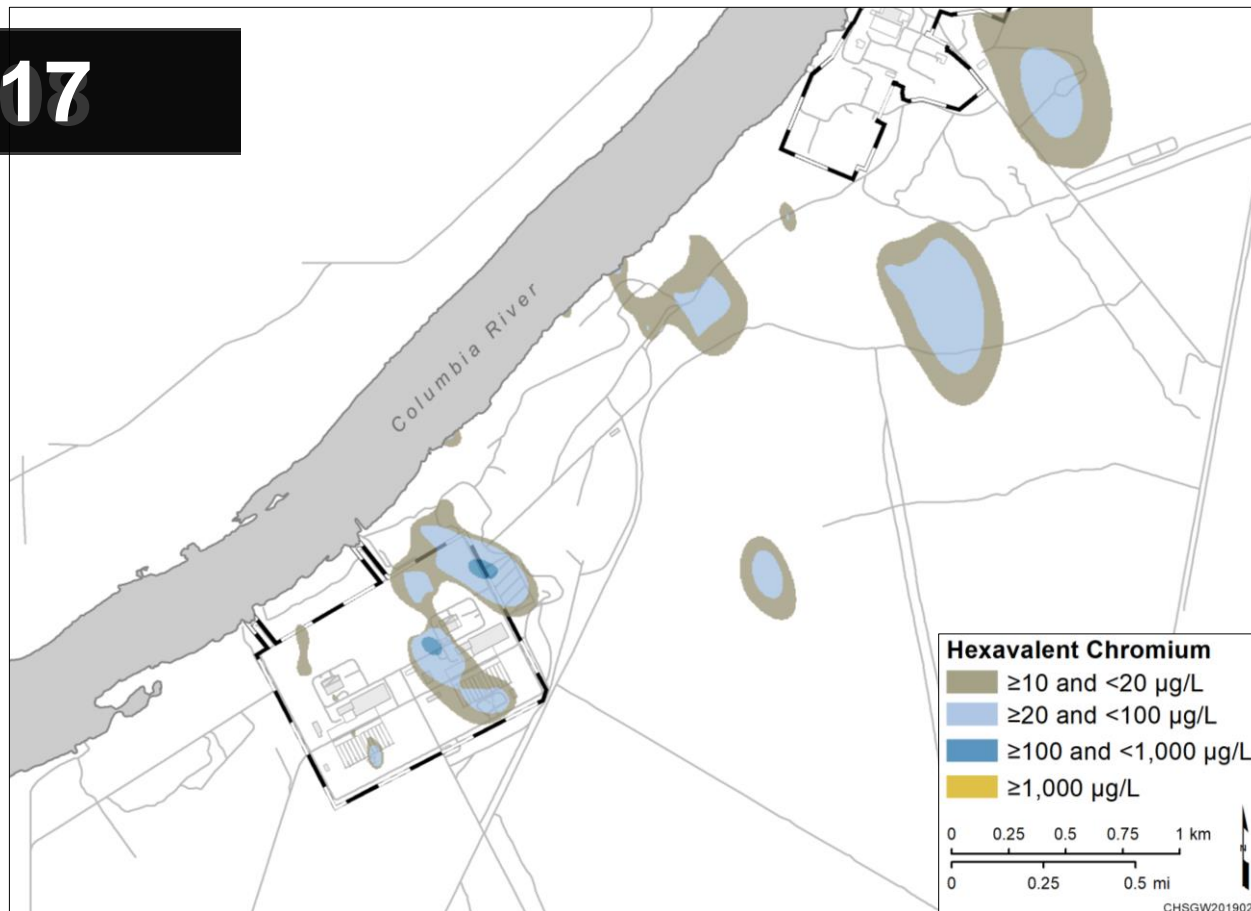 17
Columbia River
Hexavalent Chromium
≥10 and <20 µg/L
≥20 and <100 µg/L
≥100 and <1,000 µg/L
≥1,000 µg/L
0 0.25 0.5 0.75 1 km
0 0.25 0.5 mi
N
CHSGW201902